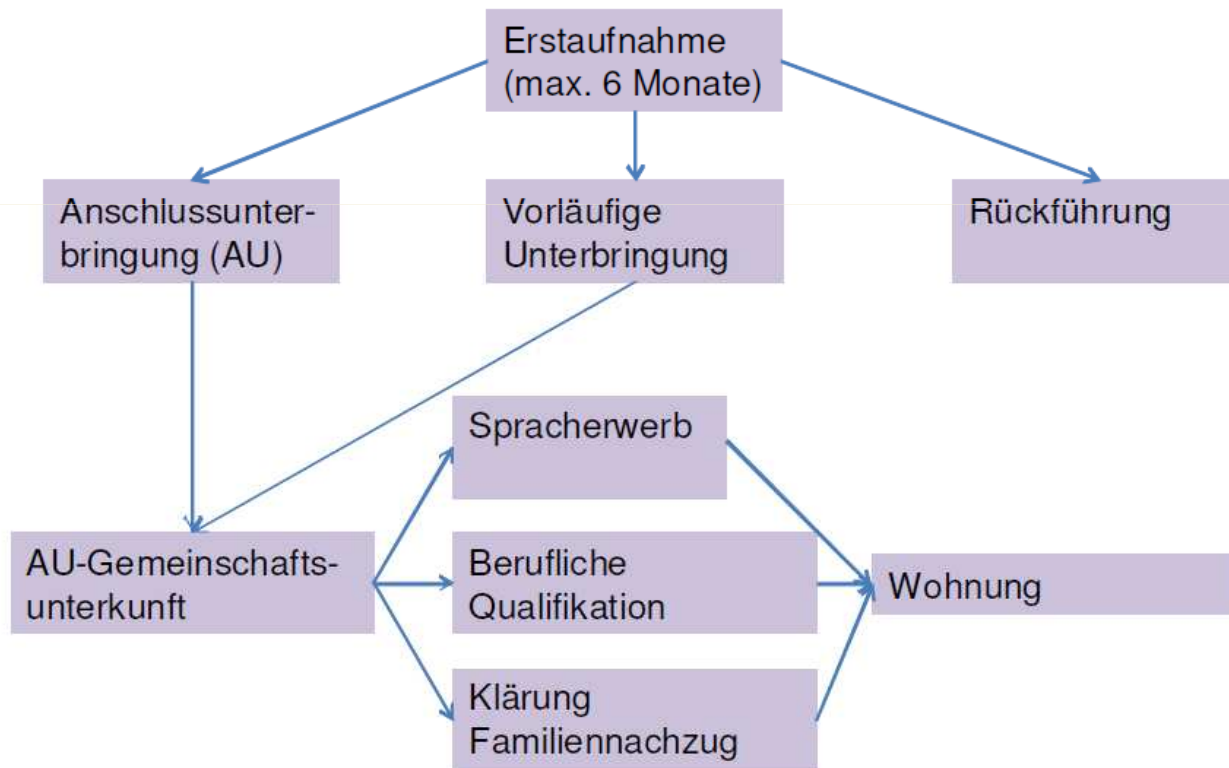 Erstaufnahme
(max. 6 Monate)
Anschlussunter-
bringung (AU)
Vorläufige
Unterbringung
Rückführung
Spracherwerb
AU-Gemeinschafts-
unterkunft
Berufliche
Qualifikation
Wohnung
Klärung
Familiennachzug